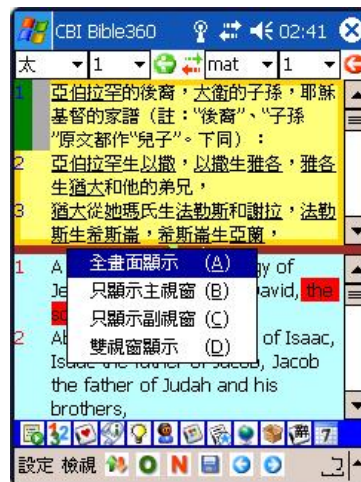 CBI Bible360 02:41
太 1 mat 1
1 亞伯拉罕的後裔，大衛的子孫，耶穌
基督的家譜（註：“後裔”、“子孫
”原文都作“兒子”。下同）：
2 亞伯拉罕生以撒，以撒生雅各，雅各
生猶大和他的弟兄，
3 猶大從她瑪氏生法勒斯和謝拉，法勒
斯生希斯崙，希斯崙生亞蘭，
全畫面顯示 (A)
只顯示主視窗 (B)
只顯示副視窗 (C)
雙視窗顯示 (D)
1 A gy of
Je avid, the
2 of Isaac,
Jacob
the father of Judah and his
brothers,
設定 檢視 O N